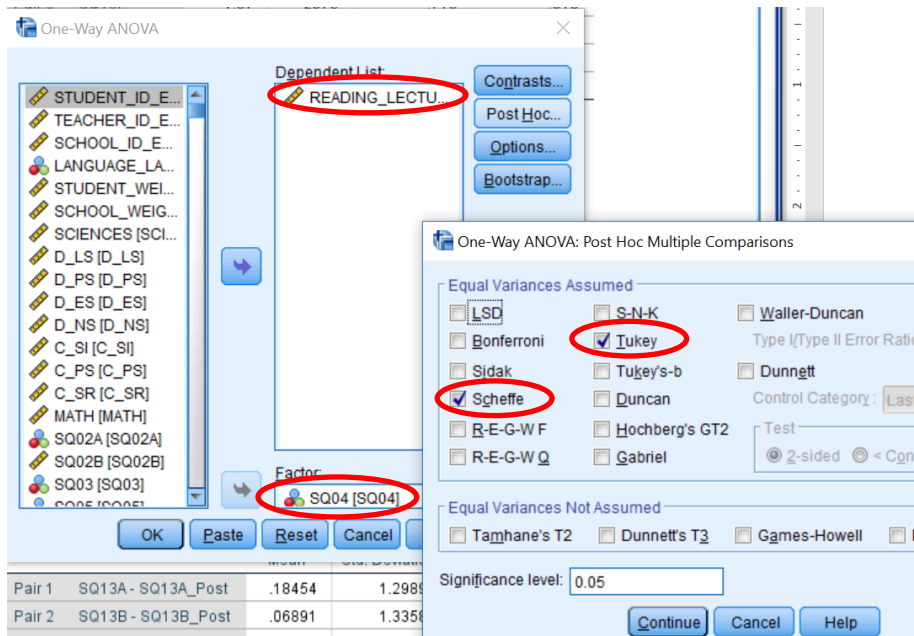 One-Way ANOVA
Dependent List:
STUDENT_ID_E...
TEACHER_ID_E...
SCHOOL_ID_E...
LANGUAGE_LA...
STUDENT_WEI...
SCHOOL_WEIG...
SCIENCES [SCI...
D_LS [D_LS]
D_PS [D_PS]
D_ES [D_ES]
D_NS [D_NS]
C_SI [C_SI]
C_PS [C_PS]
C_SR [C_SR]
MATH [MATH]
SQ02A [SQ02A]
SQ02B [SQ02B]
SQ03 [SQ03]
READING_LECTU...
Contrasts...
Post Hoc...
Options...
Bootstrap...
Factor:
SQ04 [SQ04]
OK Paste Reset Cancel
Pair 1 SQ13A - SQ13A_Post .18454 1.2989
Pair 2 SQ13B - SQ13B_Post .06891 1.3358
1
2
One-Way ANOVA: Post Hoc Multiple Comparisons
Equal Variances Assumed
LSD S-N-K Waller-Duncan
Bonferroni Tukey Type I/Type II Error Ratio
Sidak Tukey's-b Dunnett
Scheffe Duncan Control Category: Last
R-E-G-W F Hochberg's GT2 Test
R-E-G-W Q Gabriel 2-sided < Con
Equal Variances Not Assumed
Tamhane's T2 Dunnett's T3 Games-Howell
Significance level: 0.05
Continue Cancel Help